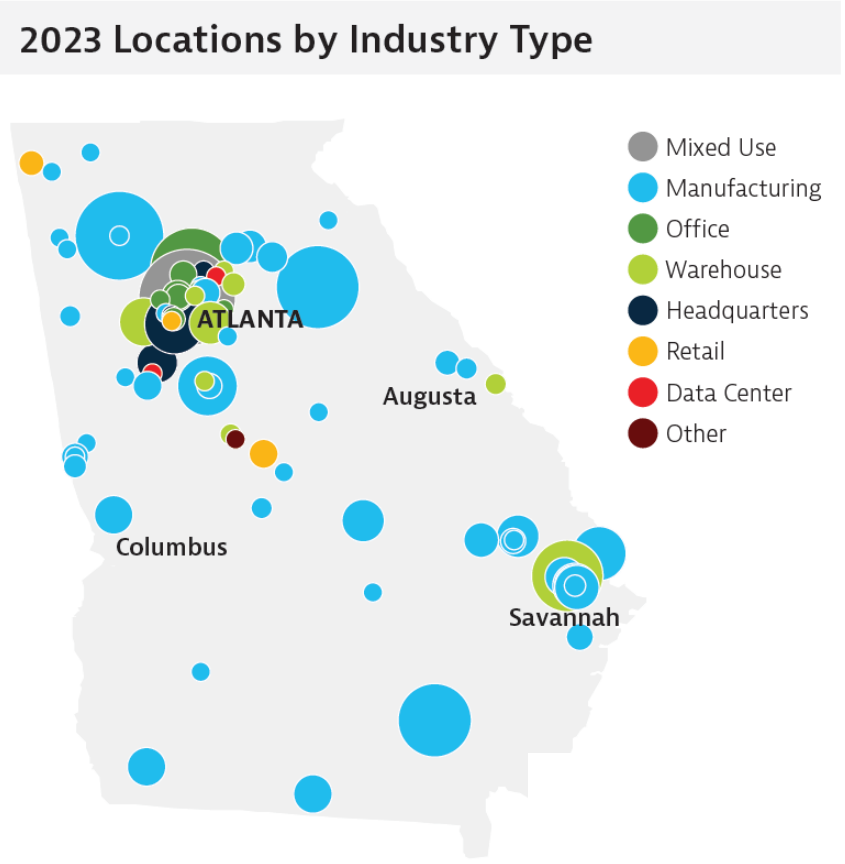 2023 Locations by Industry Type
Mixed Use
Manufacturing
Office
Warehouse
Headquarters
Retail
Data Center
Other
ATLANTA
Augusta
Columbus
Savannah